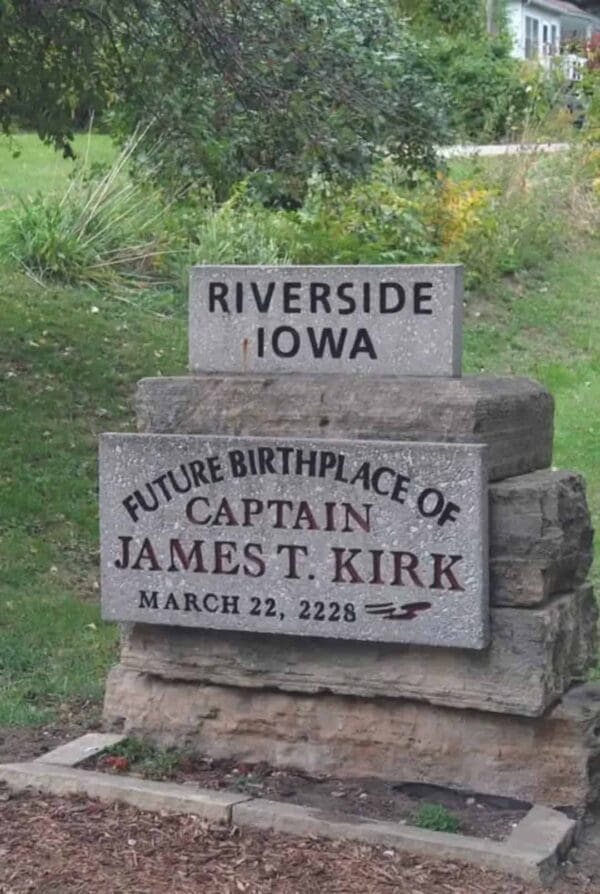 RIVERSIDE
IOWA
FUTURE BIRTHPLACE OF
CAPTAIN
JAMES T. KIRK
MARCH 22, 2228